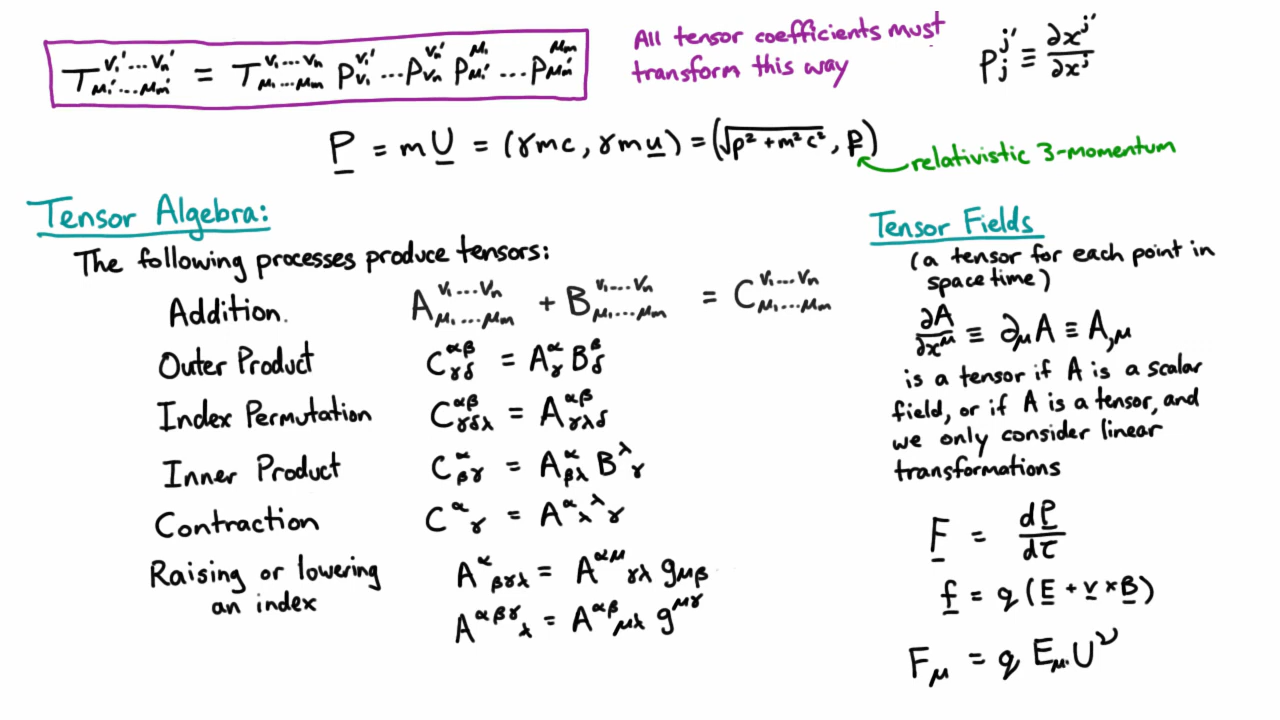 T^{ν₁'...νₙ'}_{μ₁'...μₘ'} = T^{ν₁...νₙ}_{μ₁...μₘ} p^{ν₁'}_{ν₁} ... p^{νₙ'}_{νₙ} p^{μ₁}_{μ₁'} ... p^{μₘ}_{μₘ'}
All tensor coefficients must
transform this way
p^{j'}_{j} ≡ ∂x^{j'}/∂x^{j}
P = mU = (γmc, γmu) = (√(p² + m²c²), p)
relativistic 3-momentum
Tensor Algebra:
The following processes produce tensors:
Addition. A^{ν₁...νₙ}_{μ₁...μₘ} + B^{ν₁...νₙ}_{μ₁...μₘ} = C^{ν₁...νₙ}_{μ₁...μₘ}
Outer Product C^{αβ}_{γδ} = A^{α}_{γ} B^{β}_{δ}
Index Permutation C^{αβ}_{γδλ} = A^{αβ}_{γλδ}
Inner Product C^{α}_{βγ} = A^{α}_{βλ} B^{λ}_{γ}
Contraction C^{α}_{γ} = A^{α}_{λ}^{λ}_{γ}
Raising or lowering A^{α}_{βγλ} = A^{αμ}_{γλ} g_{μβ}
an index A^{αβγ}_{λ} = A^{αβ}_{μλ} g^{μγ}
Tensor Fields
(a tensor for each point in
space time)
∂A/∂x^{μ} ≡ ∂_{μ}A ≡ A_{,μ}
is a tensor if A is a scalar
field, or if A is a tensor, and
we only consider linear
transformations
F = dP/dτ
f = q(E + v × B)
F_{μ} = q E_{μ.} U^{ν}